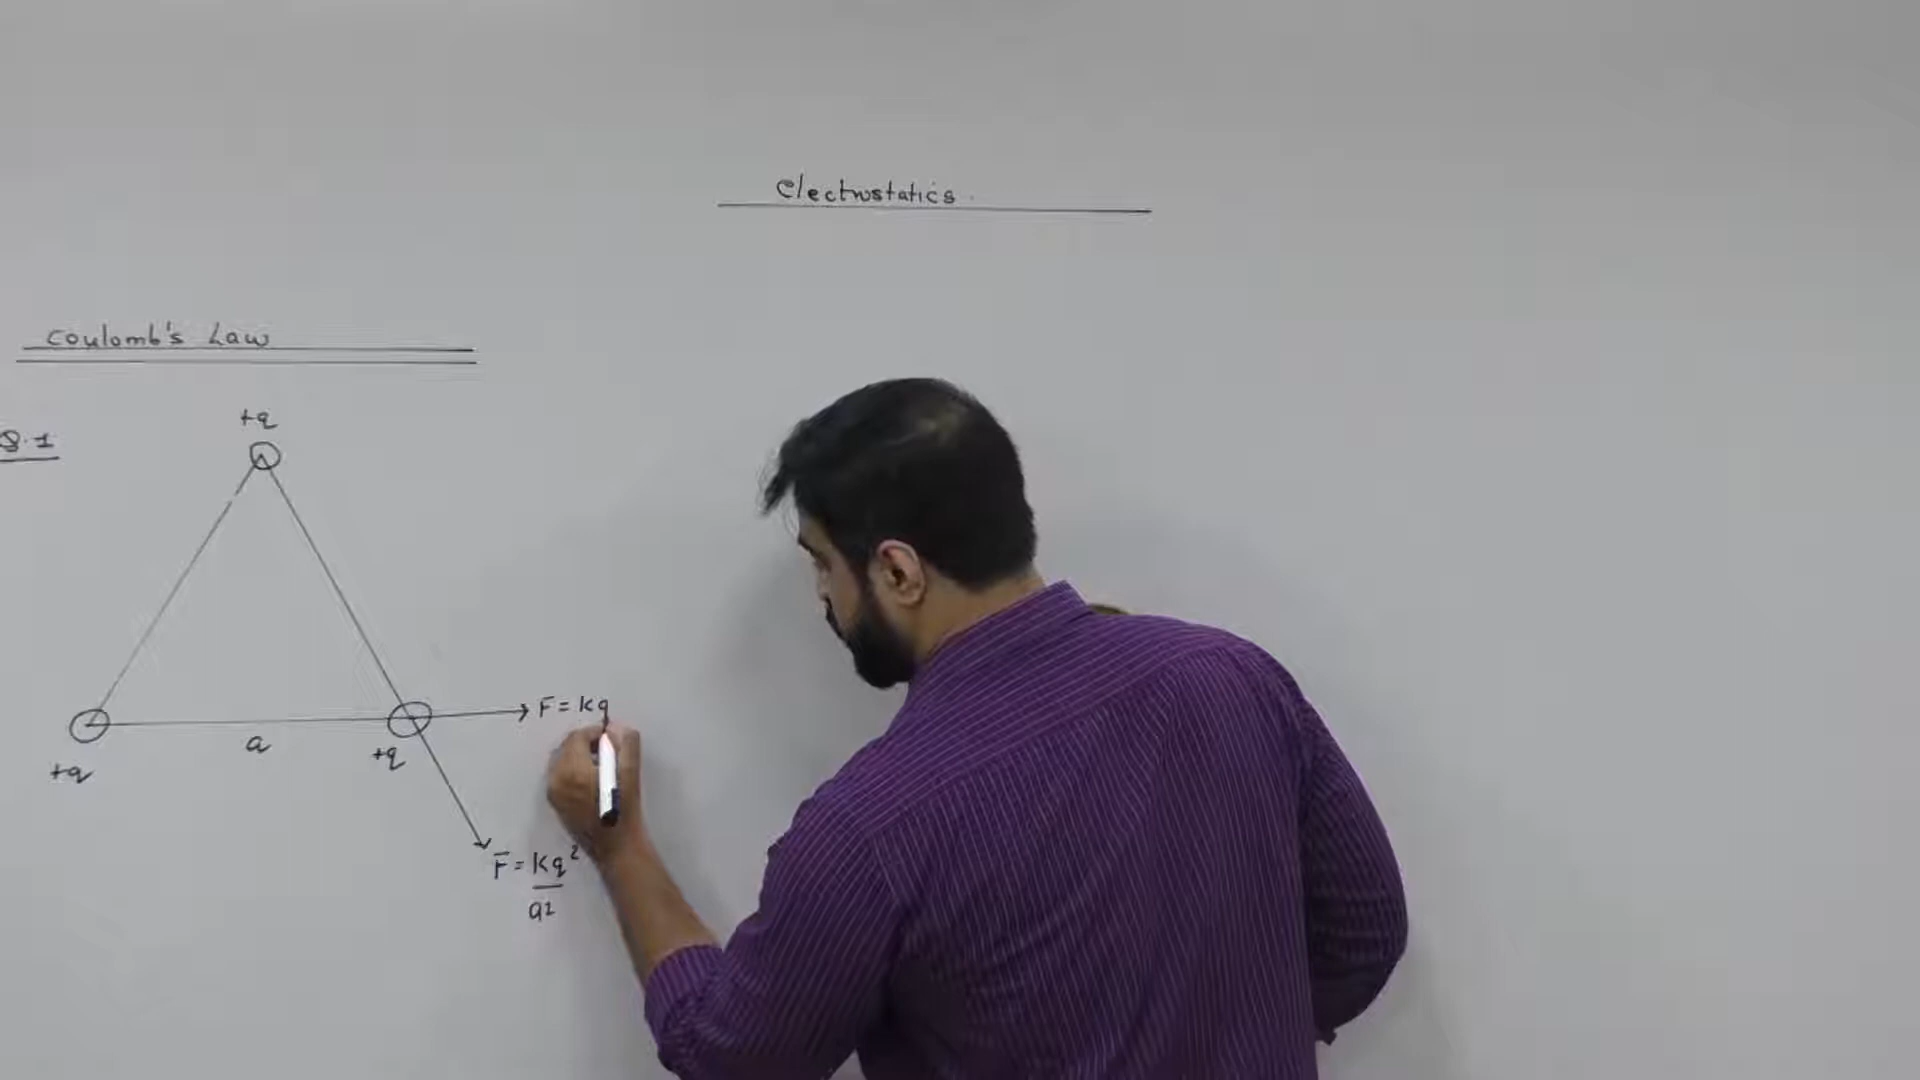 Electrostatics.
Coulomb's Law
Q.1
+q
+q
a
+q
F = kq
F = kq²
a²